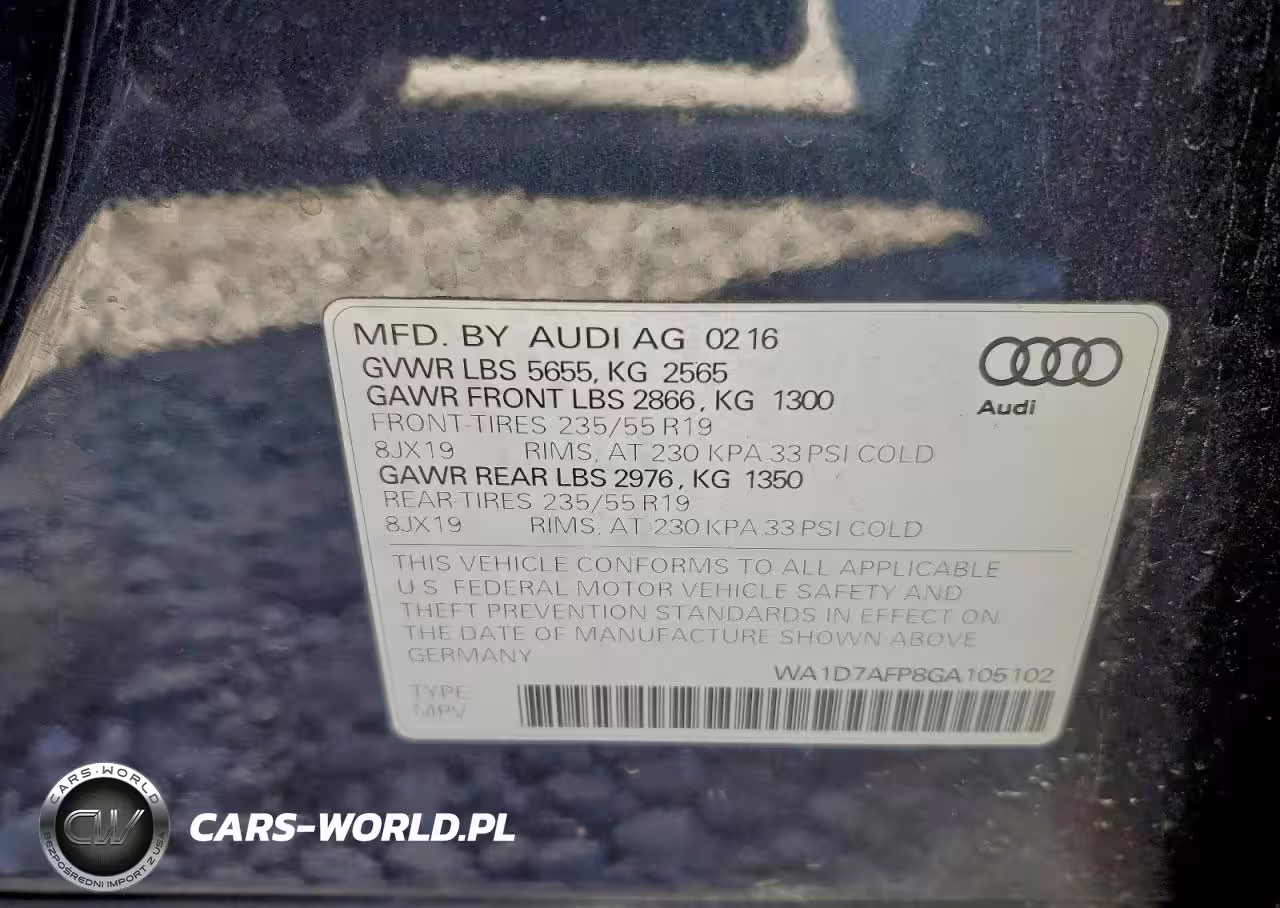 MFD. BY AUDI AG 02 16
GVWR LBS 5655, KG 2565
GAWR FRONT LBS 2866, KG 1300
FRONT-TIRES 235/55 R19
8JX19 RIMS, AT 230 KPA.33 PSI COLD
GAWR REAR LBS 2976, KG 1350
REAR-TIRES 235/55 R19
8JX19 RIMS, AT 230 KPA.33 PSI COLD
Audi
THIS VEHICLE CONFORMS TO ALL APPLICABLE
U S FEDERAL MOTOR VEHICLE SAFETY AND
THEFT PREVENTION STANDARDS IN EFFECT ON
THE DATE OF MANUFACTURE SHOWN ABOVE
GERMANY
WA1D7AFP8GA105102
TYPE
MPV
CARS-WORLD
CW
BEZPOŚREDNI IMPORT Z USA
CARS-WORLD.PL